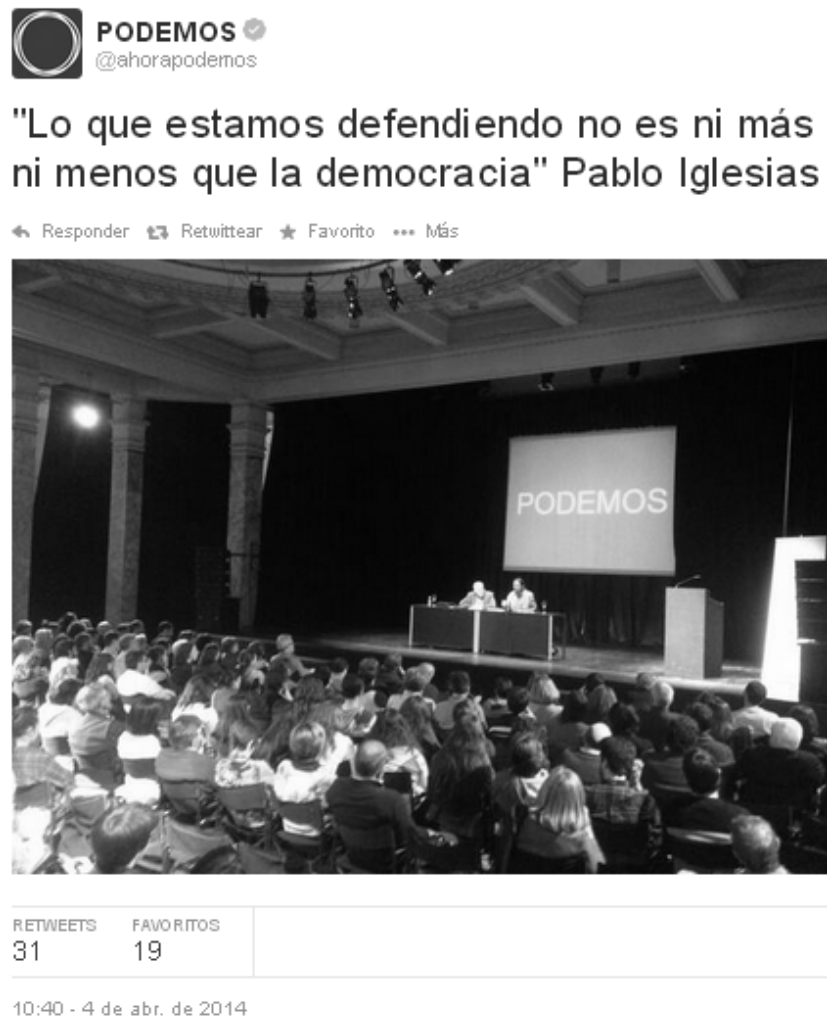 PODEMOS
@ahorapodemos
"Lo que estamos defendiendo no es ni más
ni menos que la democracia" Pablo Iglesias
Responder Retwittear Favorito Más
PODEMOS
RETWEETS FAVORITOS
31 19
10:40 - 4 de abr. de 2014